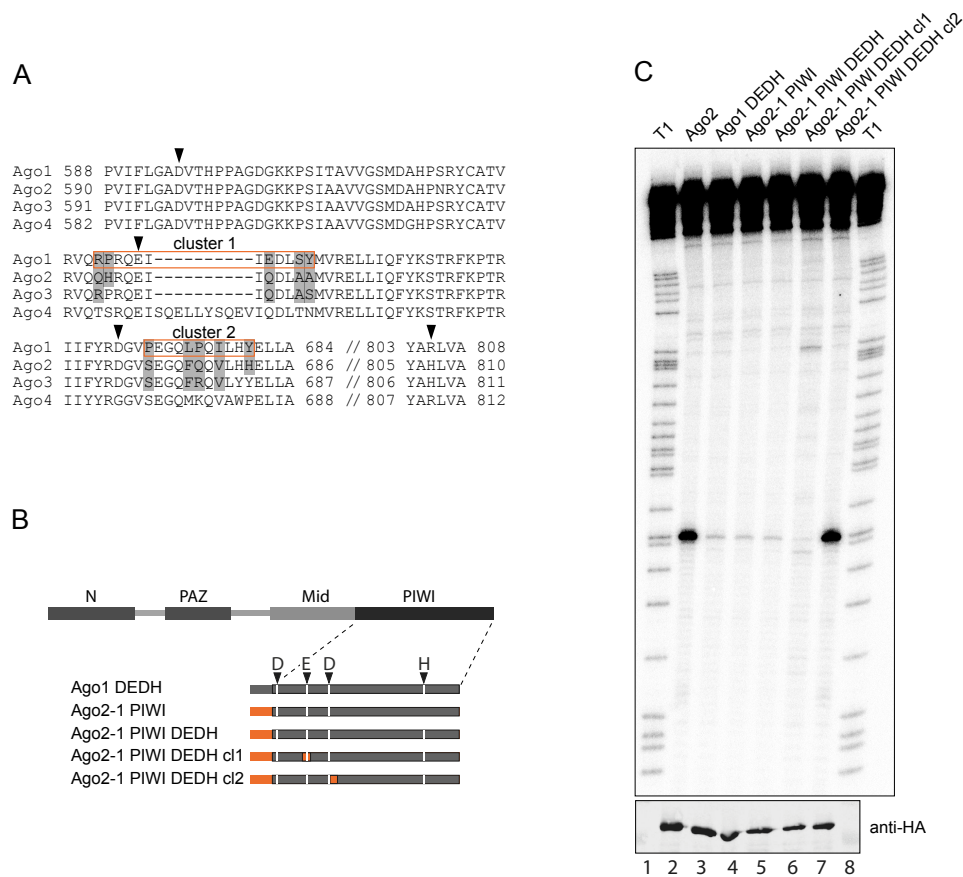 A
Ago1 588 PVIFLGADVTHPPAGDGKKPSITAVVGSMDAHPSRYCATV
Ago2 590 PVIFLGADVTHPPAGDGKKPSIAAVVGSMDAHPNRYCATV
Ago3 591 PVIFLGADVTHPPAGDGKKPSIAAVVGSMDAHPSRYCATV
Ago4 582 PVIFLGADVTHPPAGDGKKPSIAAVVGSMDGHPSRYCATV
cluster 1
Ago1 RVQRPRQEI-----------IEDLSYMVRELLIQFYKSTRFKPTR
Ago2 RVQQHRQEI-----------IQDLAAMVRELLIQFYKSTRFKPTR
Ago3 RVQRPRQEI-----------IQDLASMVRELLIQFYKSTRFKPTR
Ago4 RVQTSRQEISQELLYSQEVIQDLTNMVRELLIQFYKSTRFKPTR
cluster 2
Ago1 IIFYRDGVPEGQLPQILHYELLA 684 // 803 YARLVA 808
Ago2 IIFYRDGVSEGQFQQVLHHELLA 686 // 805 YAHLVA 810
Ago3 IIFYRDGVSEGQFRQVLYYELLA 687 // 806 YAHLVA 811
Ago4 IIYYRGGVSEGQMKQVAWPELIA 688 // 807 YARLVA 812
B
N PAZ Mid PIWI
D E D H
Ago1 DEDH
Ago2-1 PIWI
Ago2-1 PIWI DEDH
Ago2-1 PIWI DEDH cl1
Ago2-1 PIWI DEDH cl2
C
T1
Ago2
Ago1 DEDH
Ago2-1 PIWI
Ago2-1 PIWI DEDH
Ago2-1 PIWI DEDH cl1
Ago2-1 PIWI DEDH cl2
T1
anti-HA
1 2 3 4 5 6 7 8